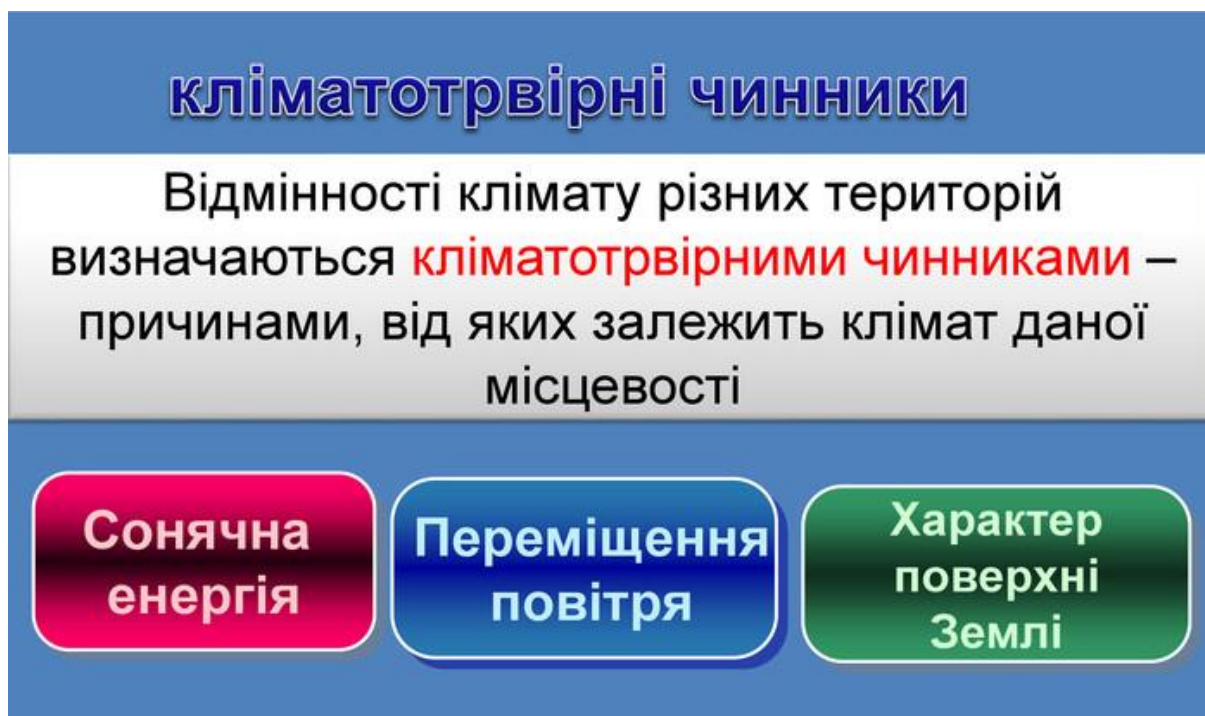 кліматотрвірні чинники
Відмінності клімату різних територій
визначаються кліматотрвірними чинниками –
причинами, від яких залежить клімат даної
місцевості
Сонячна
енергія
Переміщення
повітря
Характер
поверхні
Землі